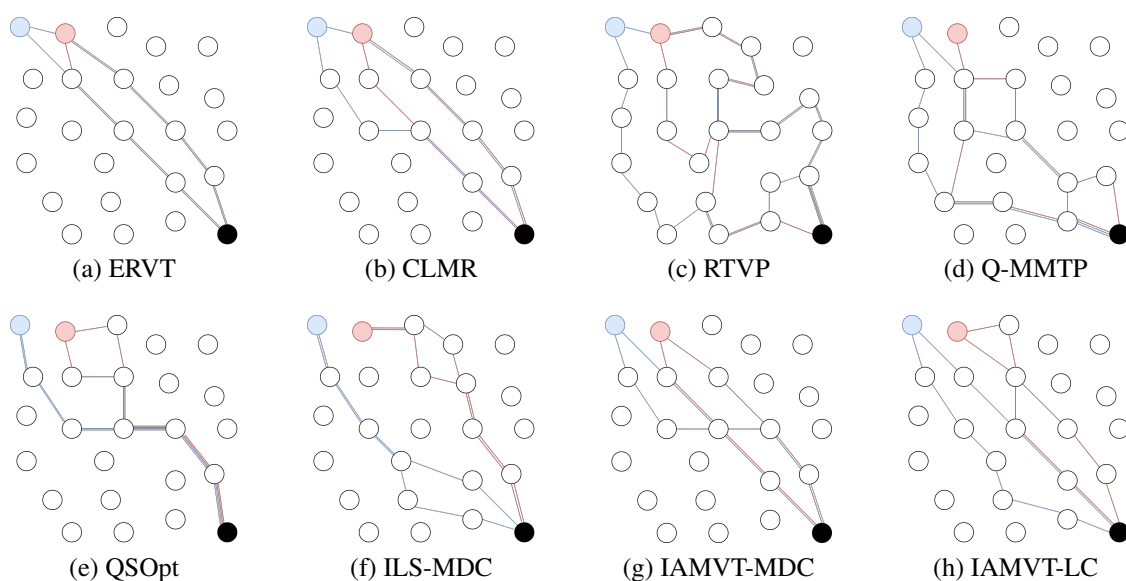 (a) ERVT
(b) CLMR
(c) RTVP
(d) Q-MMTP
(e) QSOpt
(f) ILS-MDC
(g) IAMVT-MDC
(h) IAMVT-LC